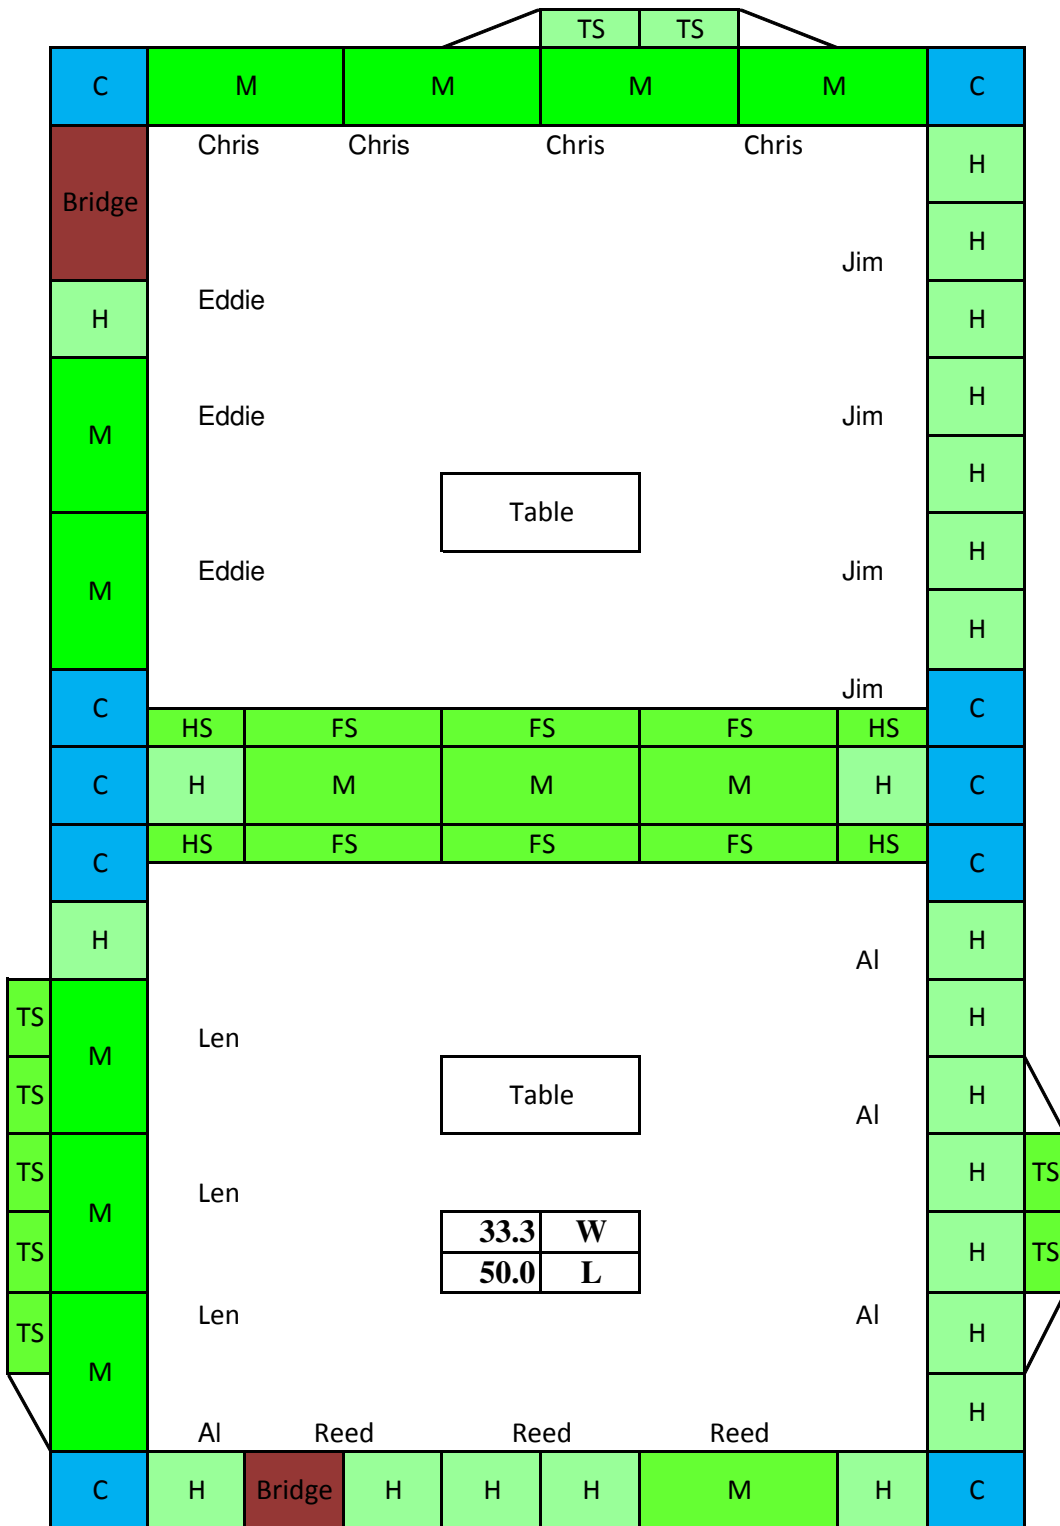 TS TS
C M M M M C
Chris Chris Chris Chris
H
Bridge
H
Jim
Eddie
H H
H
Eddie Jim
M
H
Table
H
Eddie Jim
M
H
Jim
C C
HS FS FS FS HS
C H M M M H C
HS FS FS FS HS
C C
H H
Al
TS H
Len
M
TS Table H
Al
TS H TS
Len
M
33.3 W
TS H TS
50.0 L
Len Al
TS H
M
H
Al Reed Reed Reed
C H Bridge H H H M H C